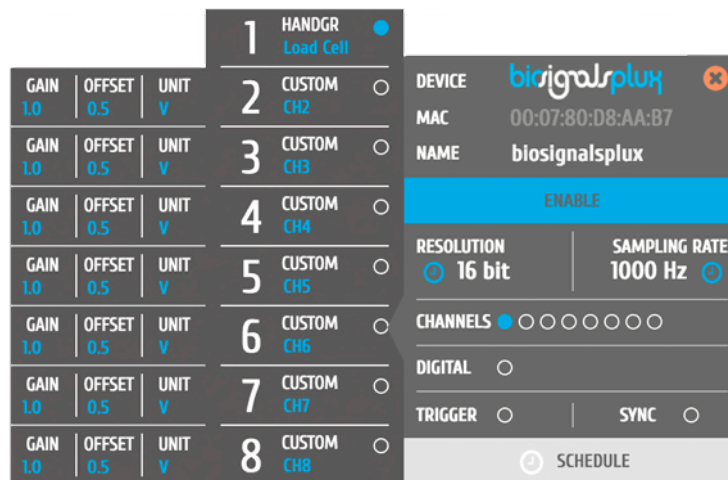 1 HANDGR
Load Cell
GAIN OFFSET UNIT 2 CUSTOM
1.0 0.5 V CH2
GAIN OFFSET UNIT 3 CUSTOM
1.0 0.5 V CH3
GAIN OFFSET UNIT 4 CUSTOM
1.0 0.5 V CH4
GAIN OFFSET UNIT 5 CUSTOM
1.0 0.5 V CH5
GAIN OFFSET UNIT 6 CUSTOM
1.0 0.5 V CH6
GAIN OFFSET UNIT 7 CUSTOM
1.0 0.5 V CH7
GAIN OFFSET UNIT 8 CUSTOM
1.0 0.5 V CH8
DEVICE biosignalsplux
MAC 00:07:80:D8:AA:B7
NAME biosignalsplux
ENABLE
RESOLUTION SAMPLING RATE
16 bit 1000 Hz
CHANNELS
DIGITAL
TRIGGER SYNC
SCHEDULE